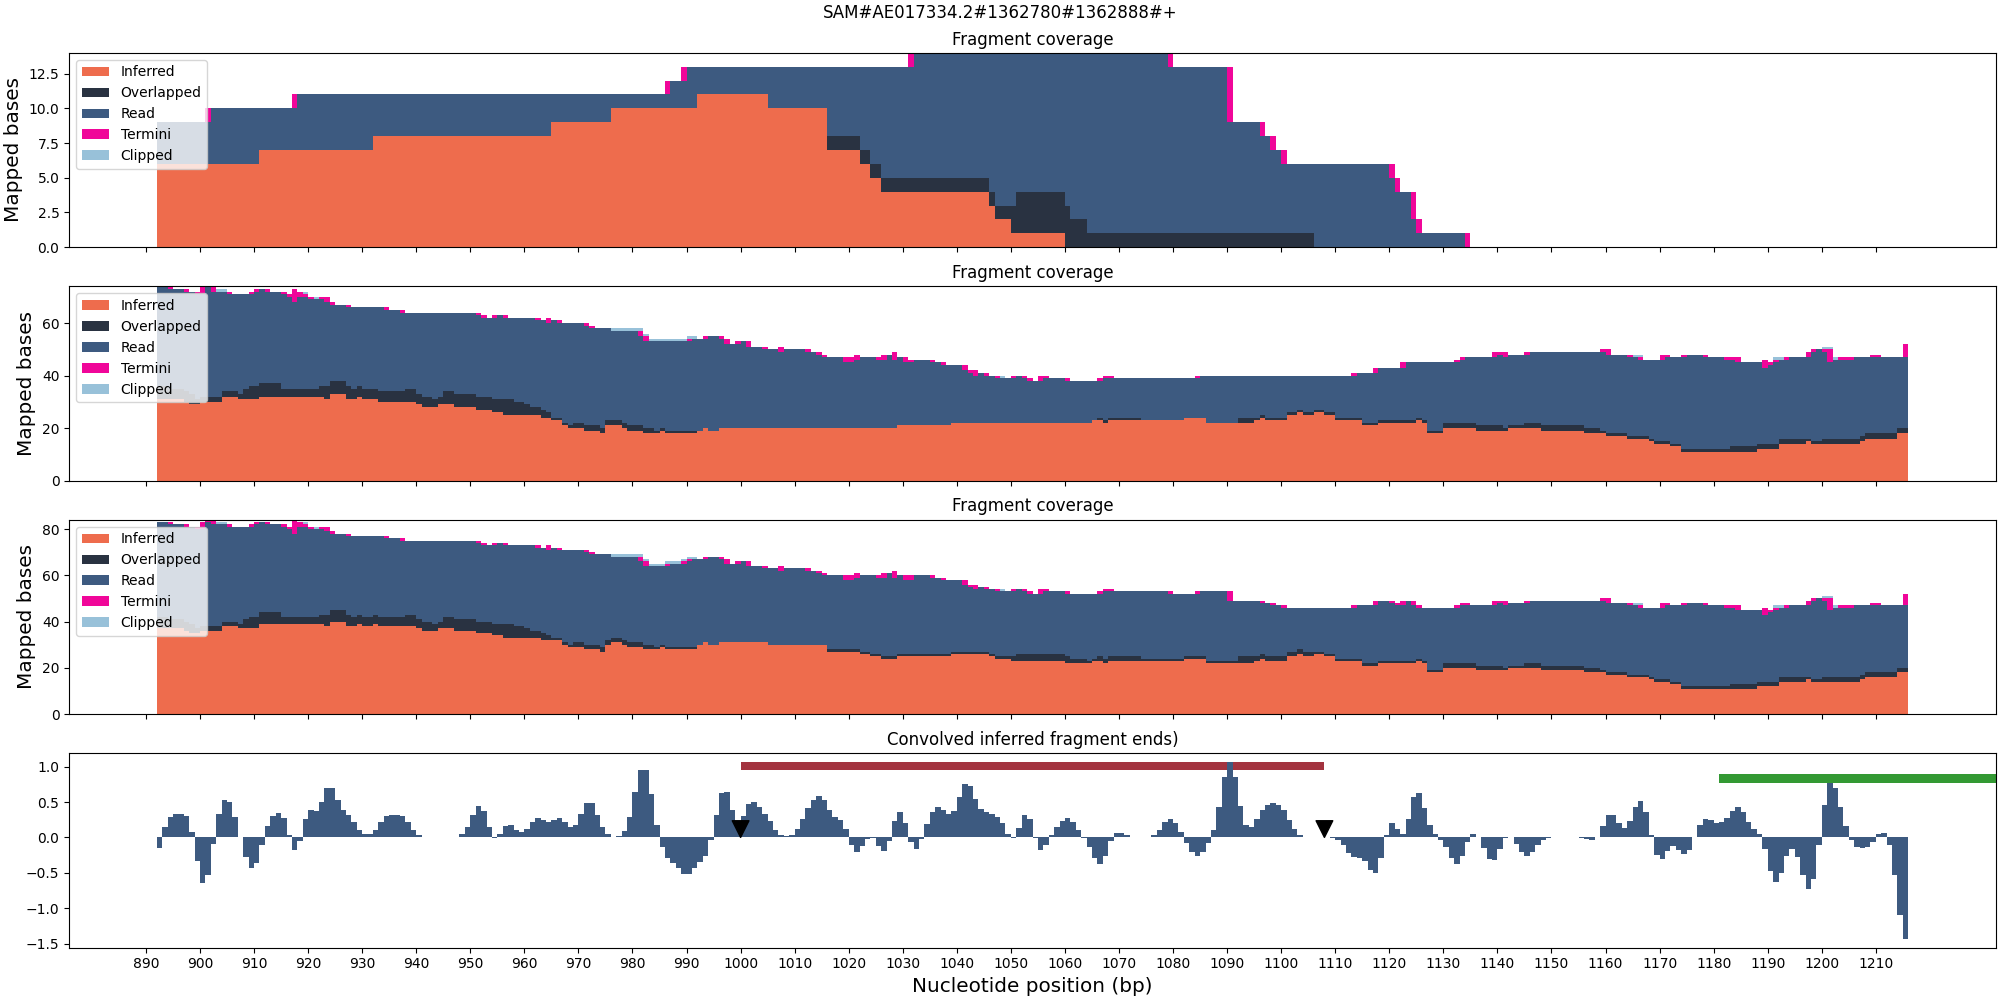 SAM#AE017334.2#1362780#1362888#+
Fragment coverage
Mapped bases
12.5
10.0
7.5
5.0
2.5
0.0
Inferred
Overlapped
Read
Termini
Clipped
Fragment coverage
Mapped bases
60
40
20
0
Inferred
Overlapped
Read
Termini
Clipped
Fragment coverage
Mapped bases
80
60
40
20
0
Inferred
Overlapped
Read
Termini
Clipped
Convolved inferred fragment ends)
1.0
0.5
0.0
−0.5
−1.0
−1.5
890 900 910 920 930 940 950 960 970 980 990 1000 1010 1020 1030 1040 1050 1060 1070 1080 1090 1100 1110 1120 1130 1140 1150 1160 1170 1180 1190 1200 1210
Nucleotide position (bp)